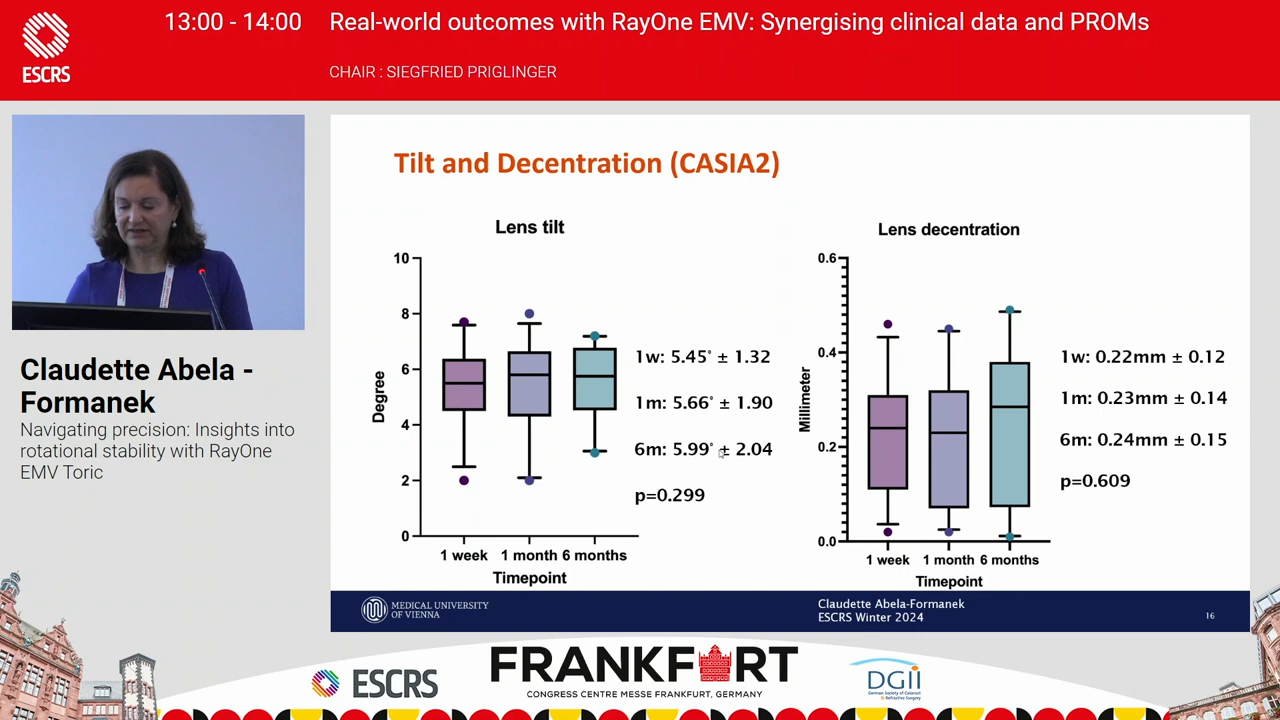 13:00 - 14:00 Real-world outcomes with RayOne EMV: Synergising clinical data and PROMs
CHAIR : SIEGFRIED PRIGLINGER
ESCRS
Claudette Abela -
Formanek
Navigating precision: Insights into
rotational stability with RayOne
EMV Toric
Tilt and Decentration (CASIA2)
Lens tilt
10
8
6
4
2
0
Degree
1 week 1 month 6 months
Timepoint
1w: 5.45° ± 1.32
1m: 5.66° ± 1.90
6m: 5.99° ± 2.04
p=0.299
Lens decentration
0.6
0.4
0.2
0.0
Millimeter
1 week 1 month 6 months
Timepoint
1w: 0.22mm ± 0.12
1m: 0.23mm ± 0.14
6m: 0.24mm ± 0.15
p=0.609
MEDICAL UNIVERSITY
OF VIENNA
Claudette Abela-Formanek
ESCRS Winter 2024
16
ESCRS
FRANKFURT
CONGRESS CENTRE MESSE FRANKFURT, GERMANY
DGII
German Society of Cataract
& Refractive Surgery